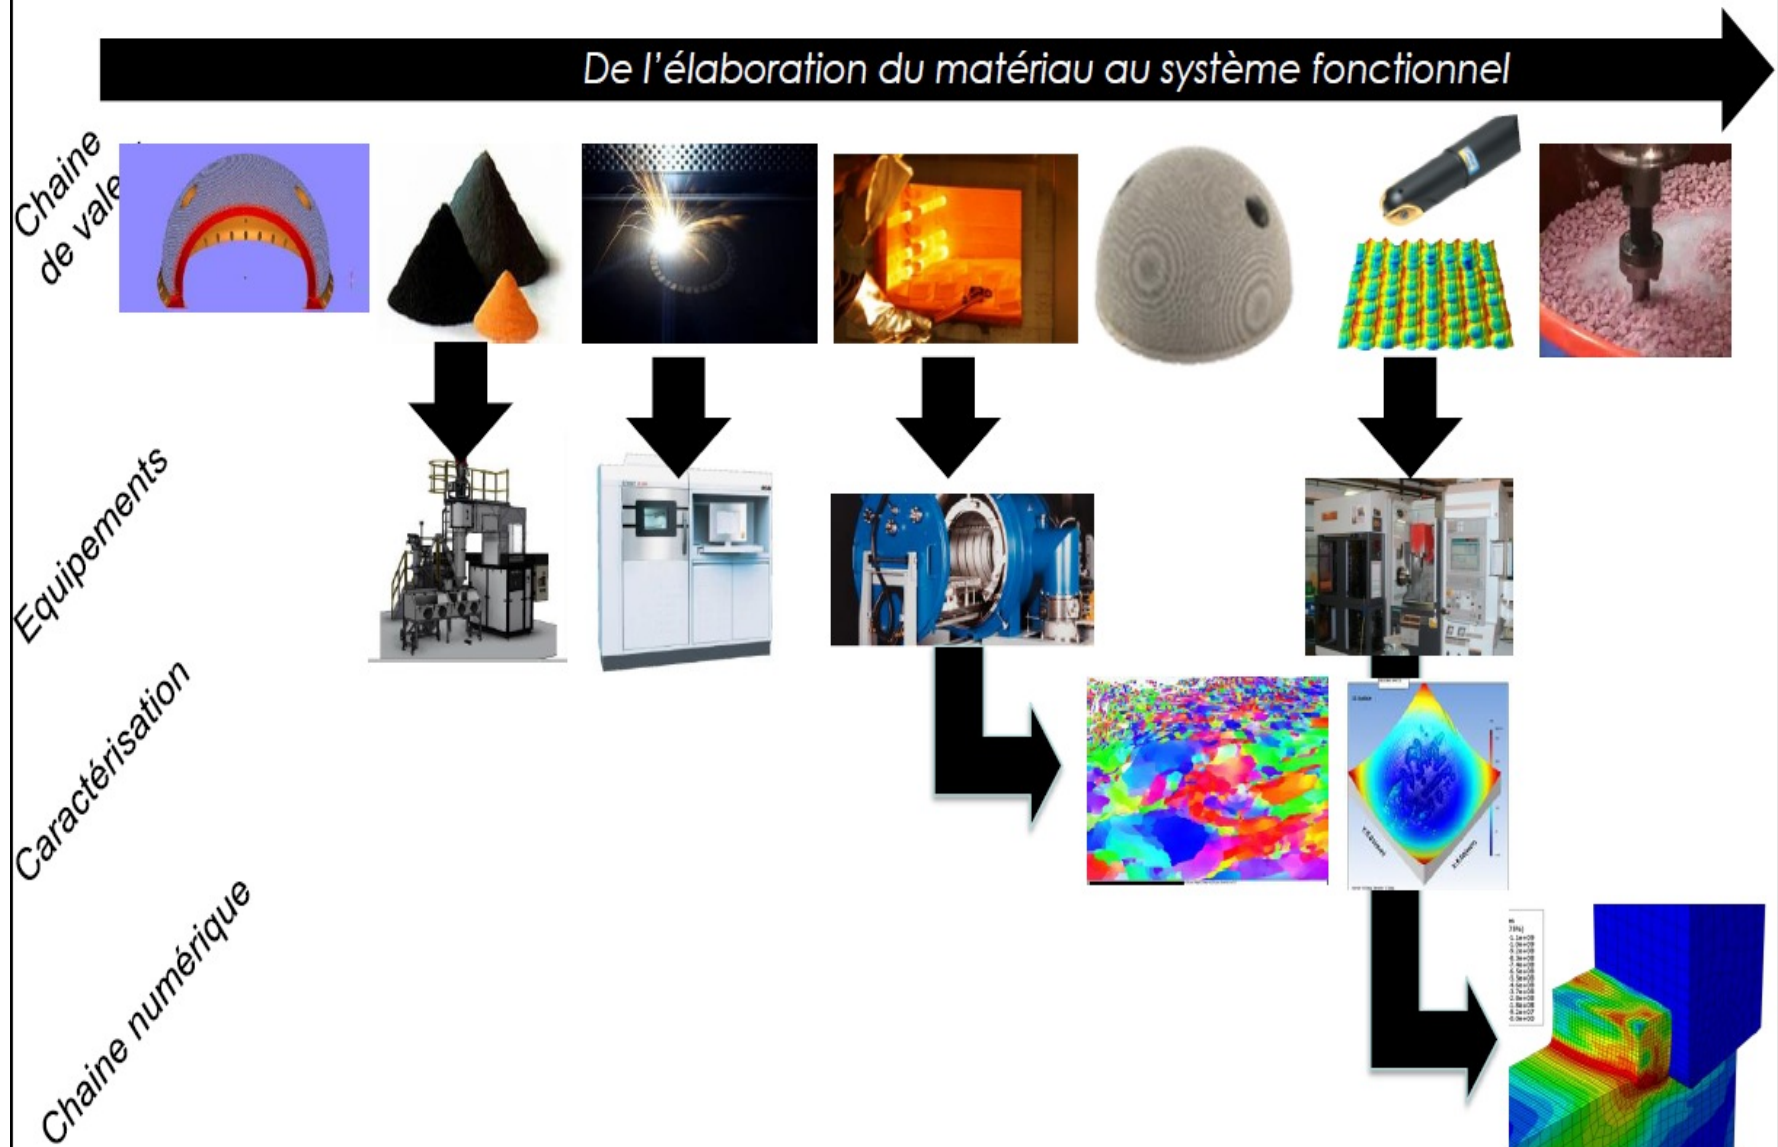 De l'élaboration du matériau au système fonctionnel
Chaine
de vale
Equipements
Caractérisation
Chaine numérique